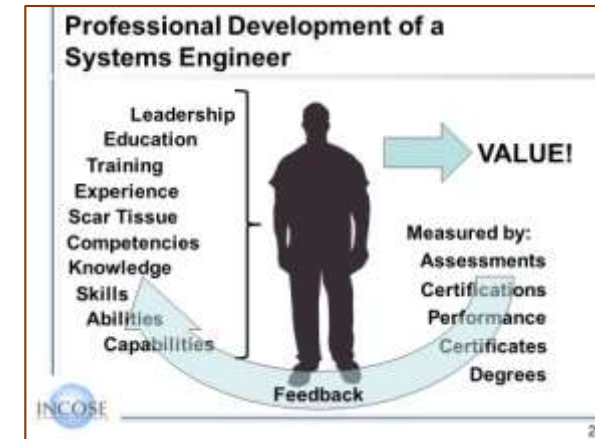 Professional Development of a
Systems Engineer
Leadership
Education
Training
Experience
Scar Tissue
Competencies
Knowledge
Skills
Abilities
Capabilities
VALUE!
Measured by:
Assessments
Certifications
Performance
Certificates
Degrees
Feedback
INCOSE
2